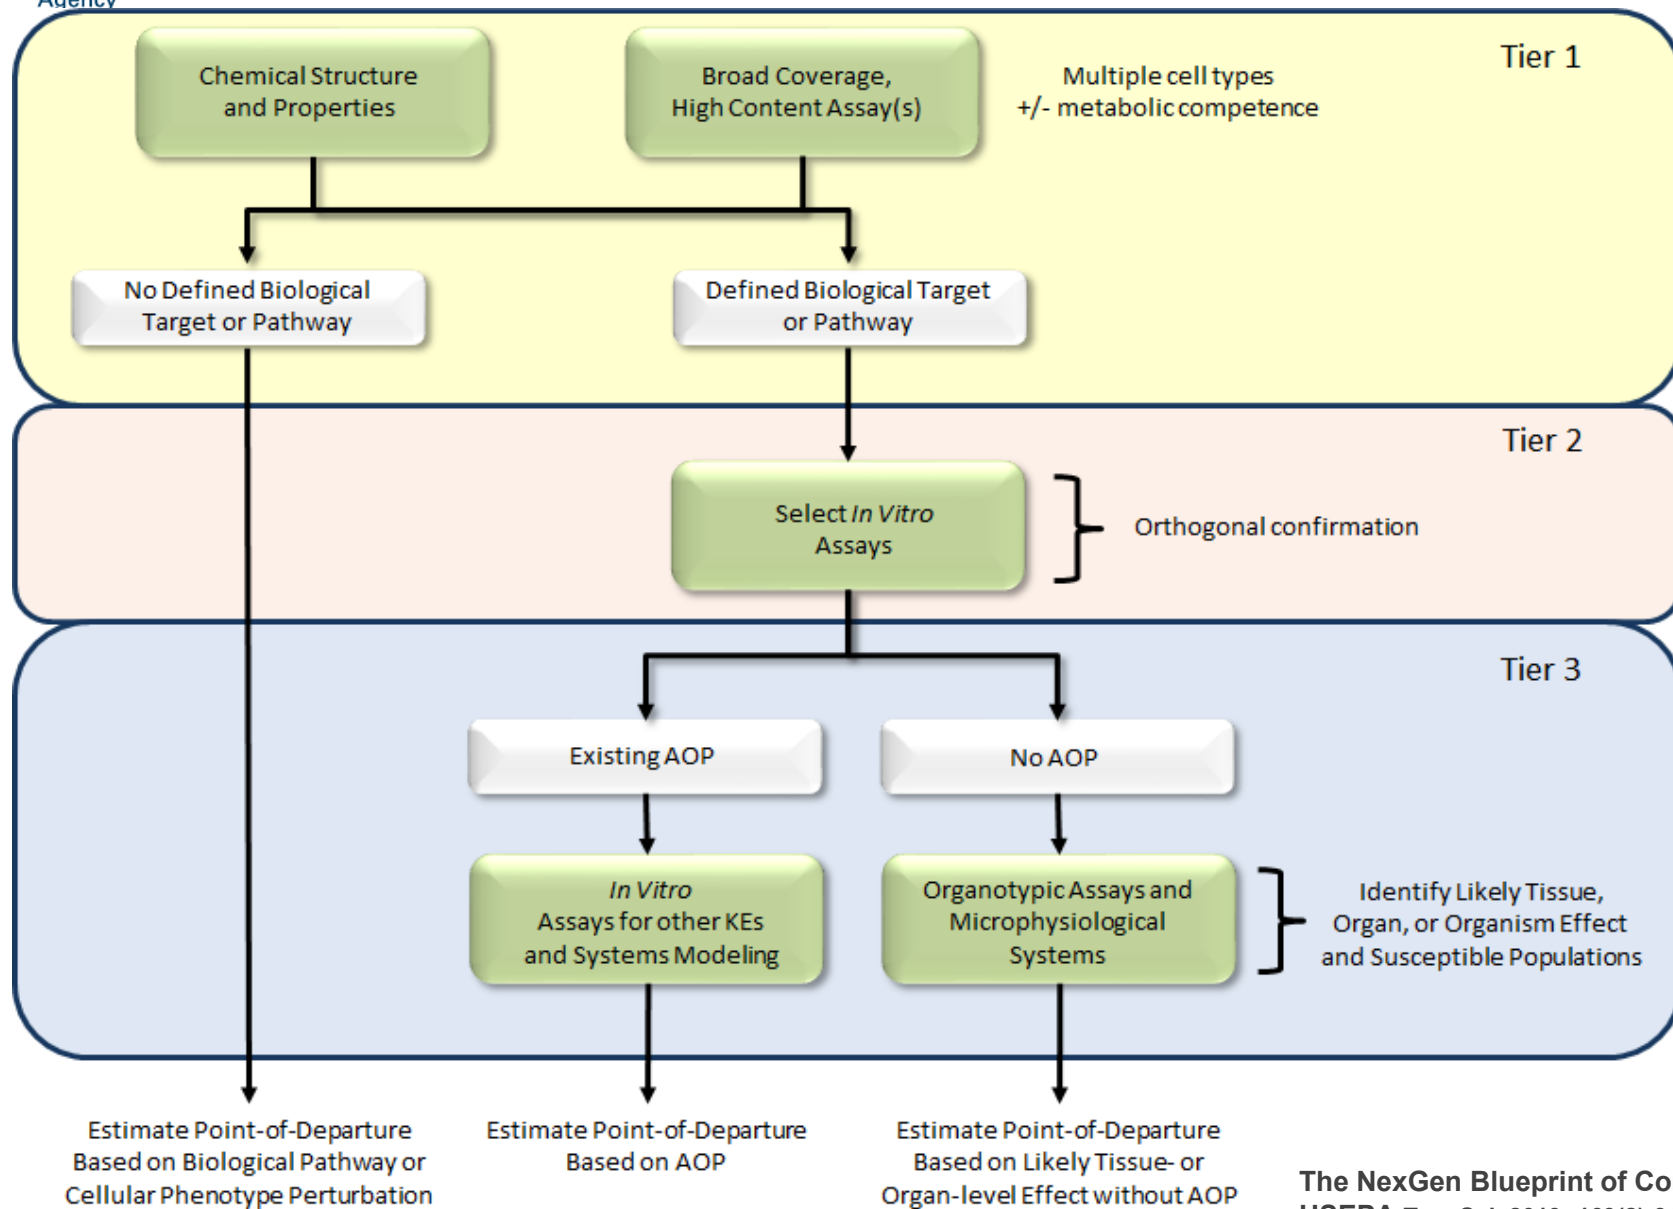 Agency
Tier 1
Chemical Structure
and Properties
Broad Coverage,
High Content Assay(s)
Multiple cell types
+/- metabolic competence
No Defined Biological
Target or Pathway
Defined Biological Target
or Pathway
Tier 2
Select In Vitro
Assays
Orthogonal confirmation
Tier 3
Existing AOP
No AOP
In Vitro
Assays for other KEs
and Systems Modeling
Organotypic Assays and
Microphysiological
Systems
Identify Likely Tissue,
Organ, or Organism Effect
and Susceptible Populations
Estimate Point-of-Departure
Based on Biological Pathway or
Cellular Phenotype Perturbation
Estimate Point-of-Departure
Based on AOP
Estimate Point-of-Departure
Based on Likely Tissue- or
Organ-level Effect without AOP
The NexGen Blueprint of Co
USEPA